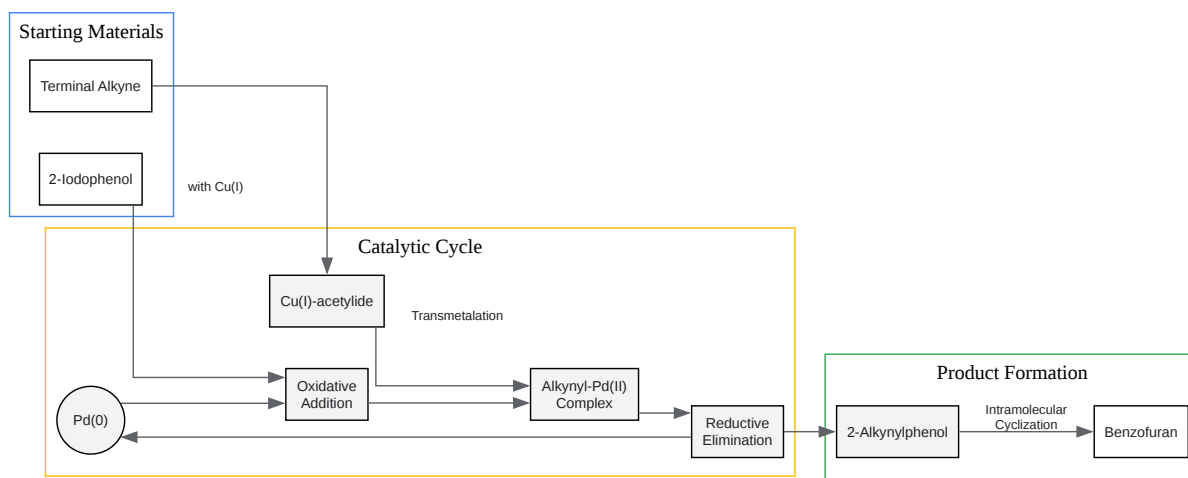 Starting Materials
Terminal Alkyne
2-Iodophenol
with Cu(I)
Catalytic Cycle
Cu(I)-acetylide
Transmetalation
Oxidative
Addition
Alkynyl-Pd(II)
Complex
Pd(0)
Reductive
Elimination
Product Formation
2-Alkynylphenol
Intramolecular
Cyclization
Benzofuran